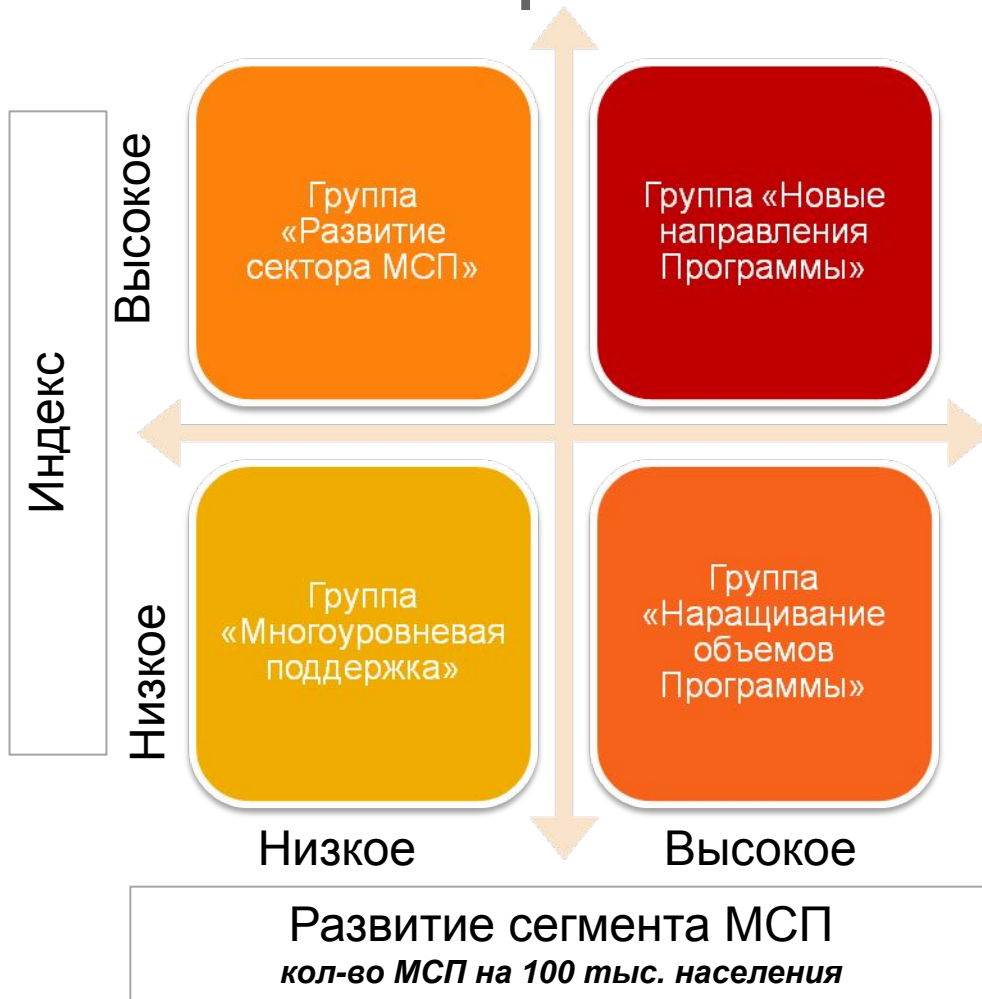 Индекс
Высокое
Низкое
Группа
«Развитие
сектора МСП»
Группа «Новые
направления
Программы»
Группа
«Многоуровневая
поддержка»
Группа
«Наращивание
объемов
Программы»
Низкое
Высокое
Развитие сегмента МСП
кол-во МСП на 100 тыс. населения